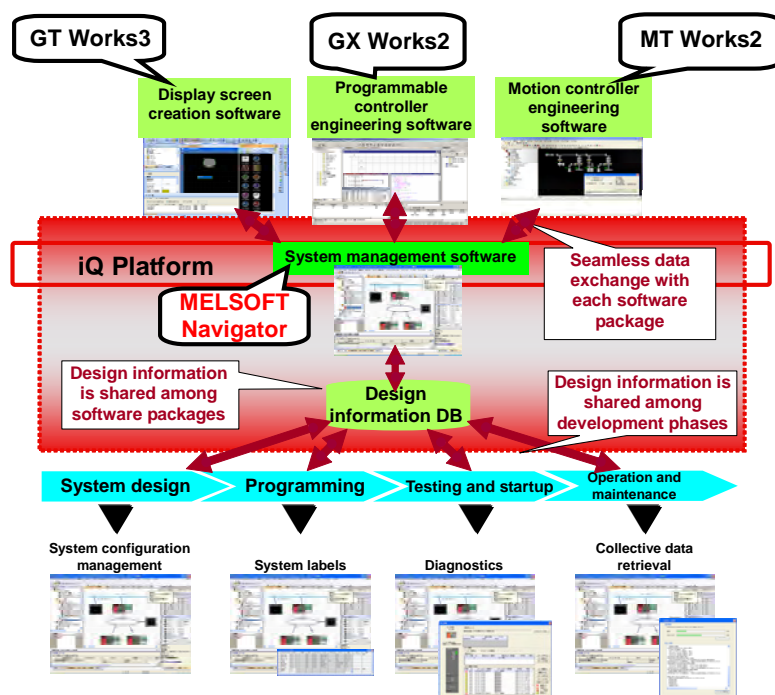 GT Works3
GX Works2
MT Works2
Display screen
creation software
Programmable
controller
engineering software
Motion controller
engineering
software
iQ Platform
System management software
MELSOFT
Navigator
Seamless data
exchange with
each software
package
Design information
is shared among
software packages
Design
information DB
Design information is
shared among
development phases
System design
Programming
Testing and startup
Operation and
maintenance
System configuration
management
System labels
Diagnostics
Collective data
retrieval